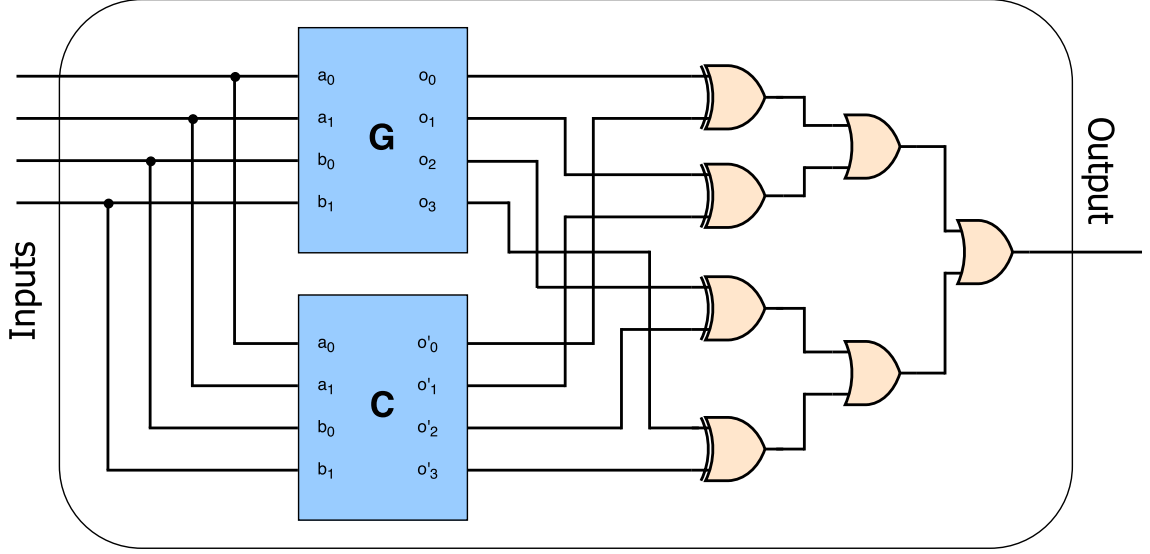 Inputs
a0 o0
a1 o1
G
b0 o2
b1 o3
a0 o'0
a1 o'1
C
b0 o'2
b1 o'3
Output